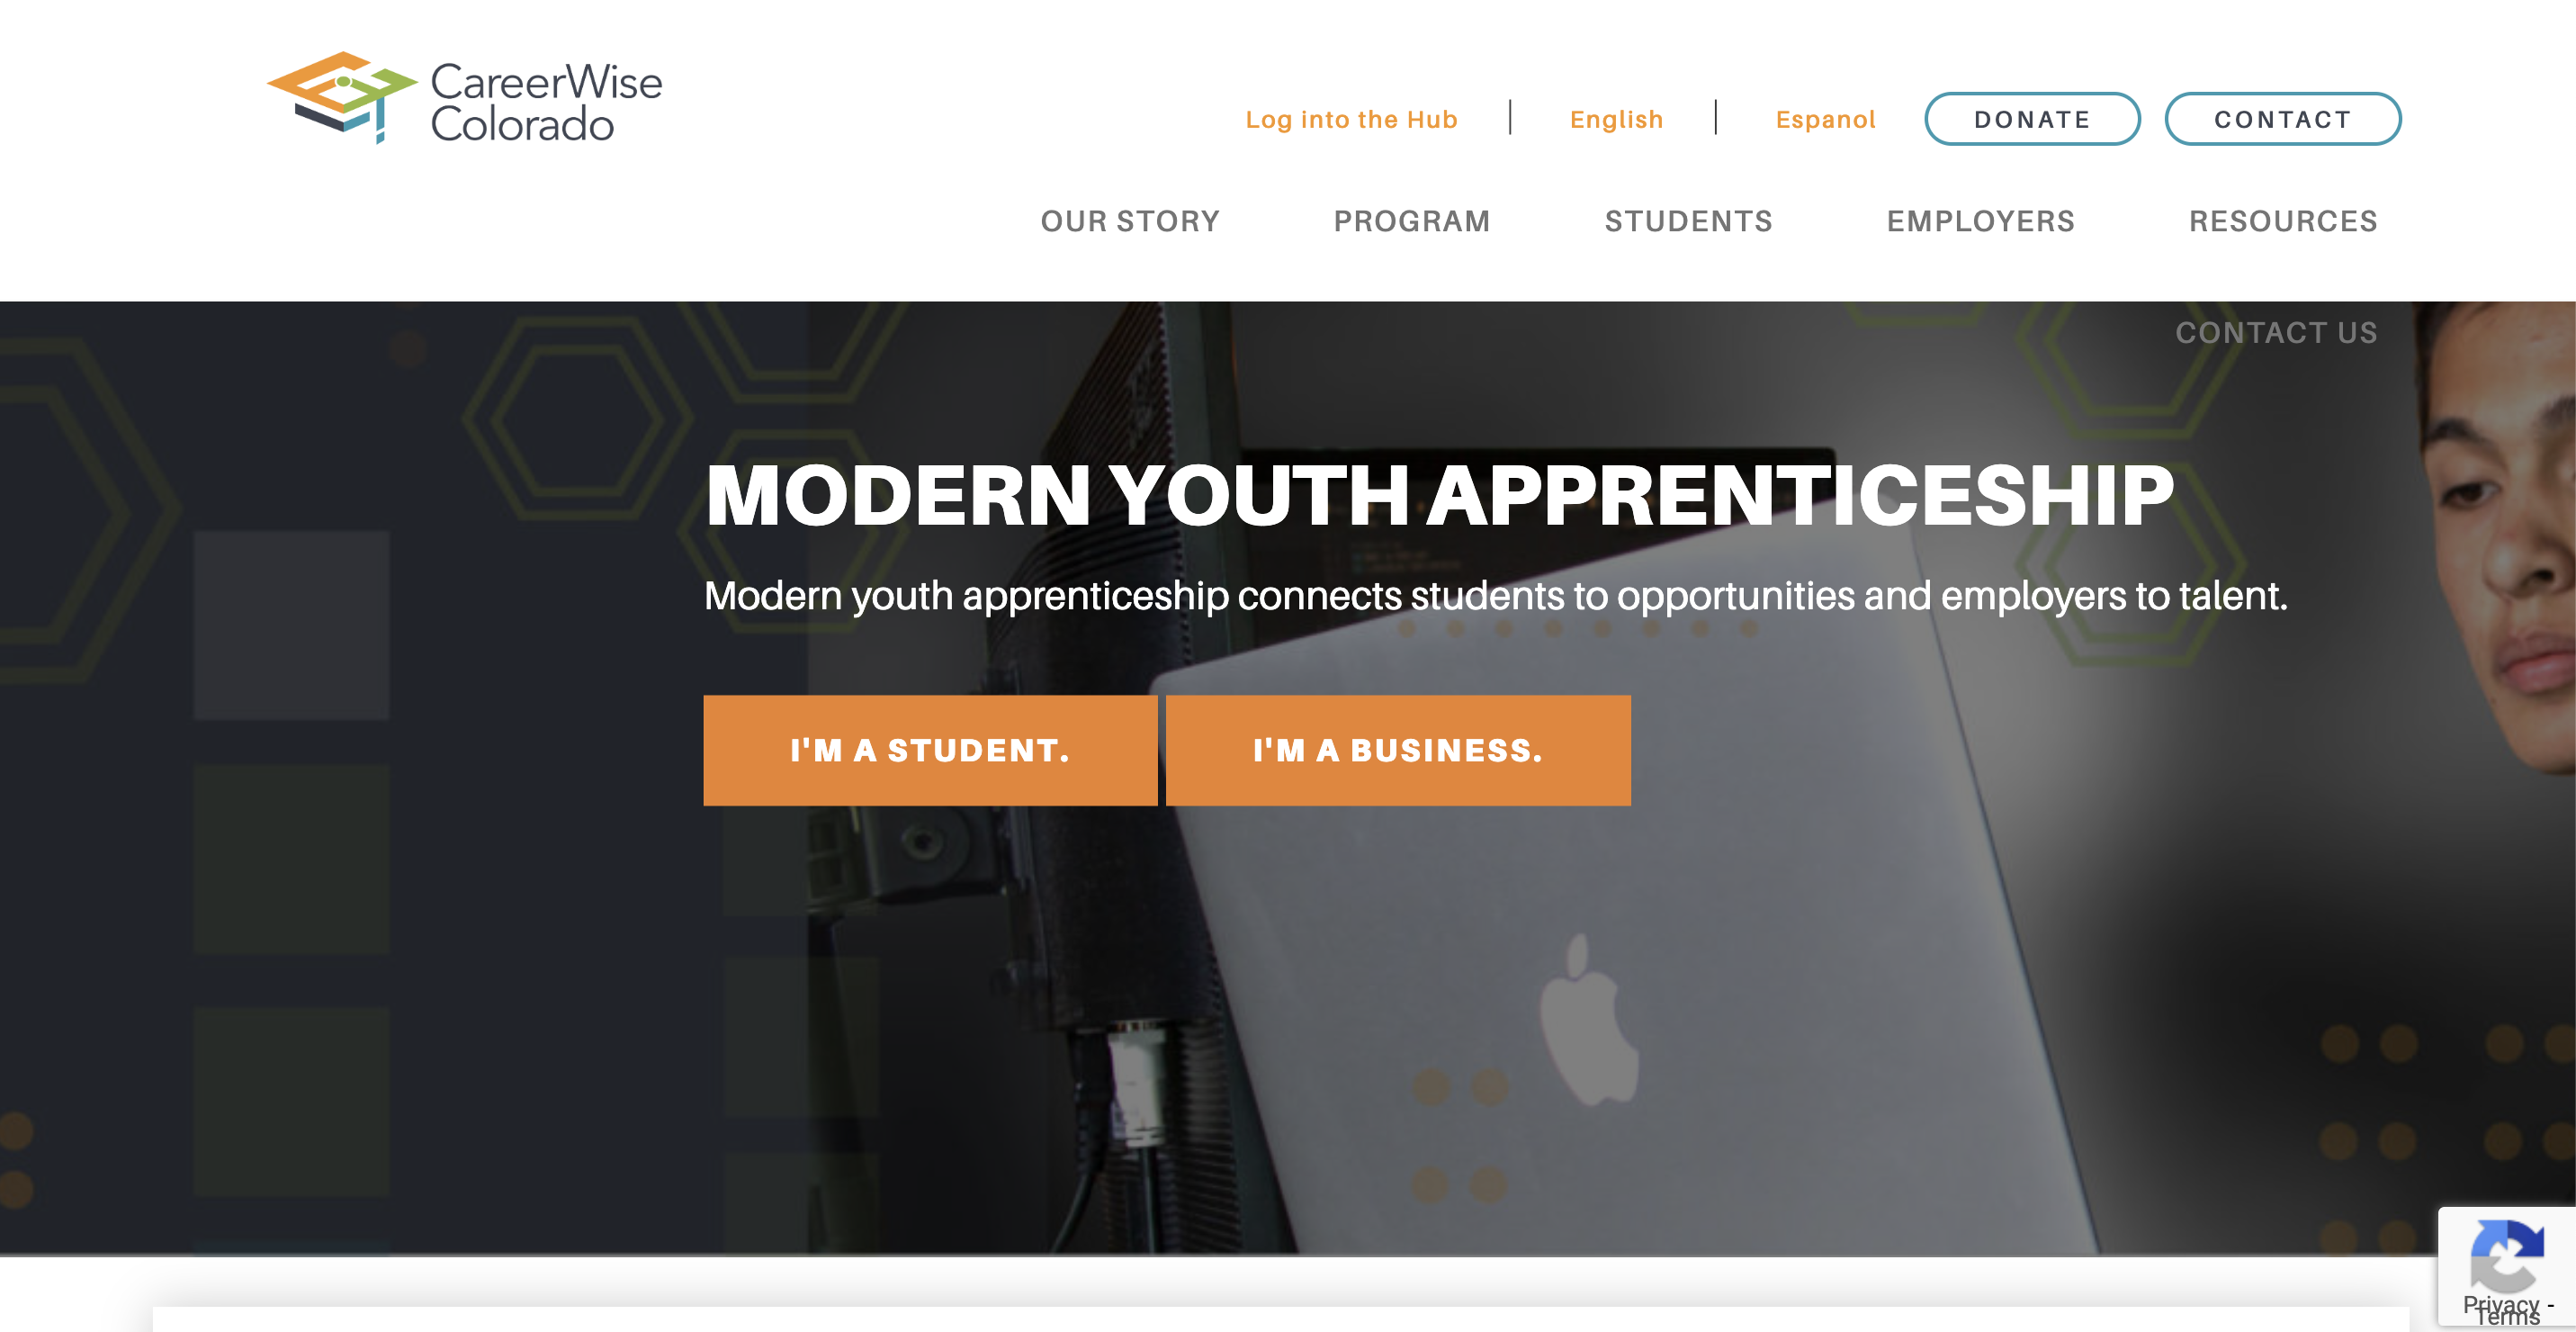 CareerWise
Colorado
Log into the Hub
English
Espanol
DONATE
CONTACT
OUR STORY
PROGRAM
STUDENTS
EMPLOYERS
RESOURCES
CONTACT US
MODERN YOUTH APPRENTICESHIP
Modern youth apprenticeship connects students to opportunities and employers to talent.
I'M A STUDENT.
I'M A BUSINESS.
Privacy -
Terms